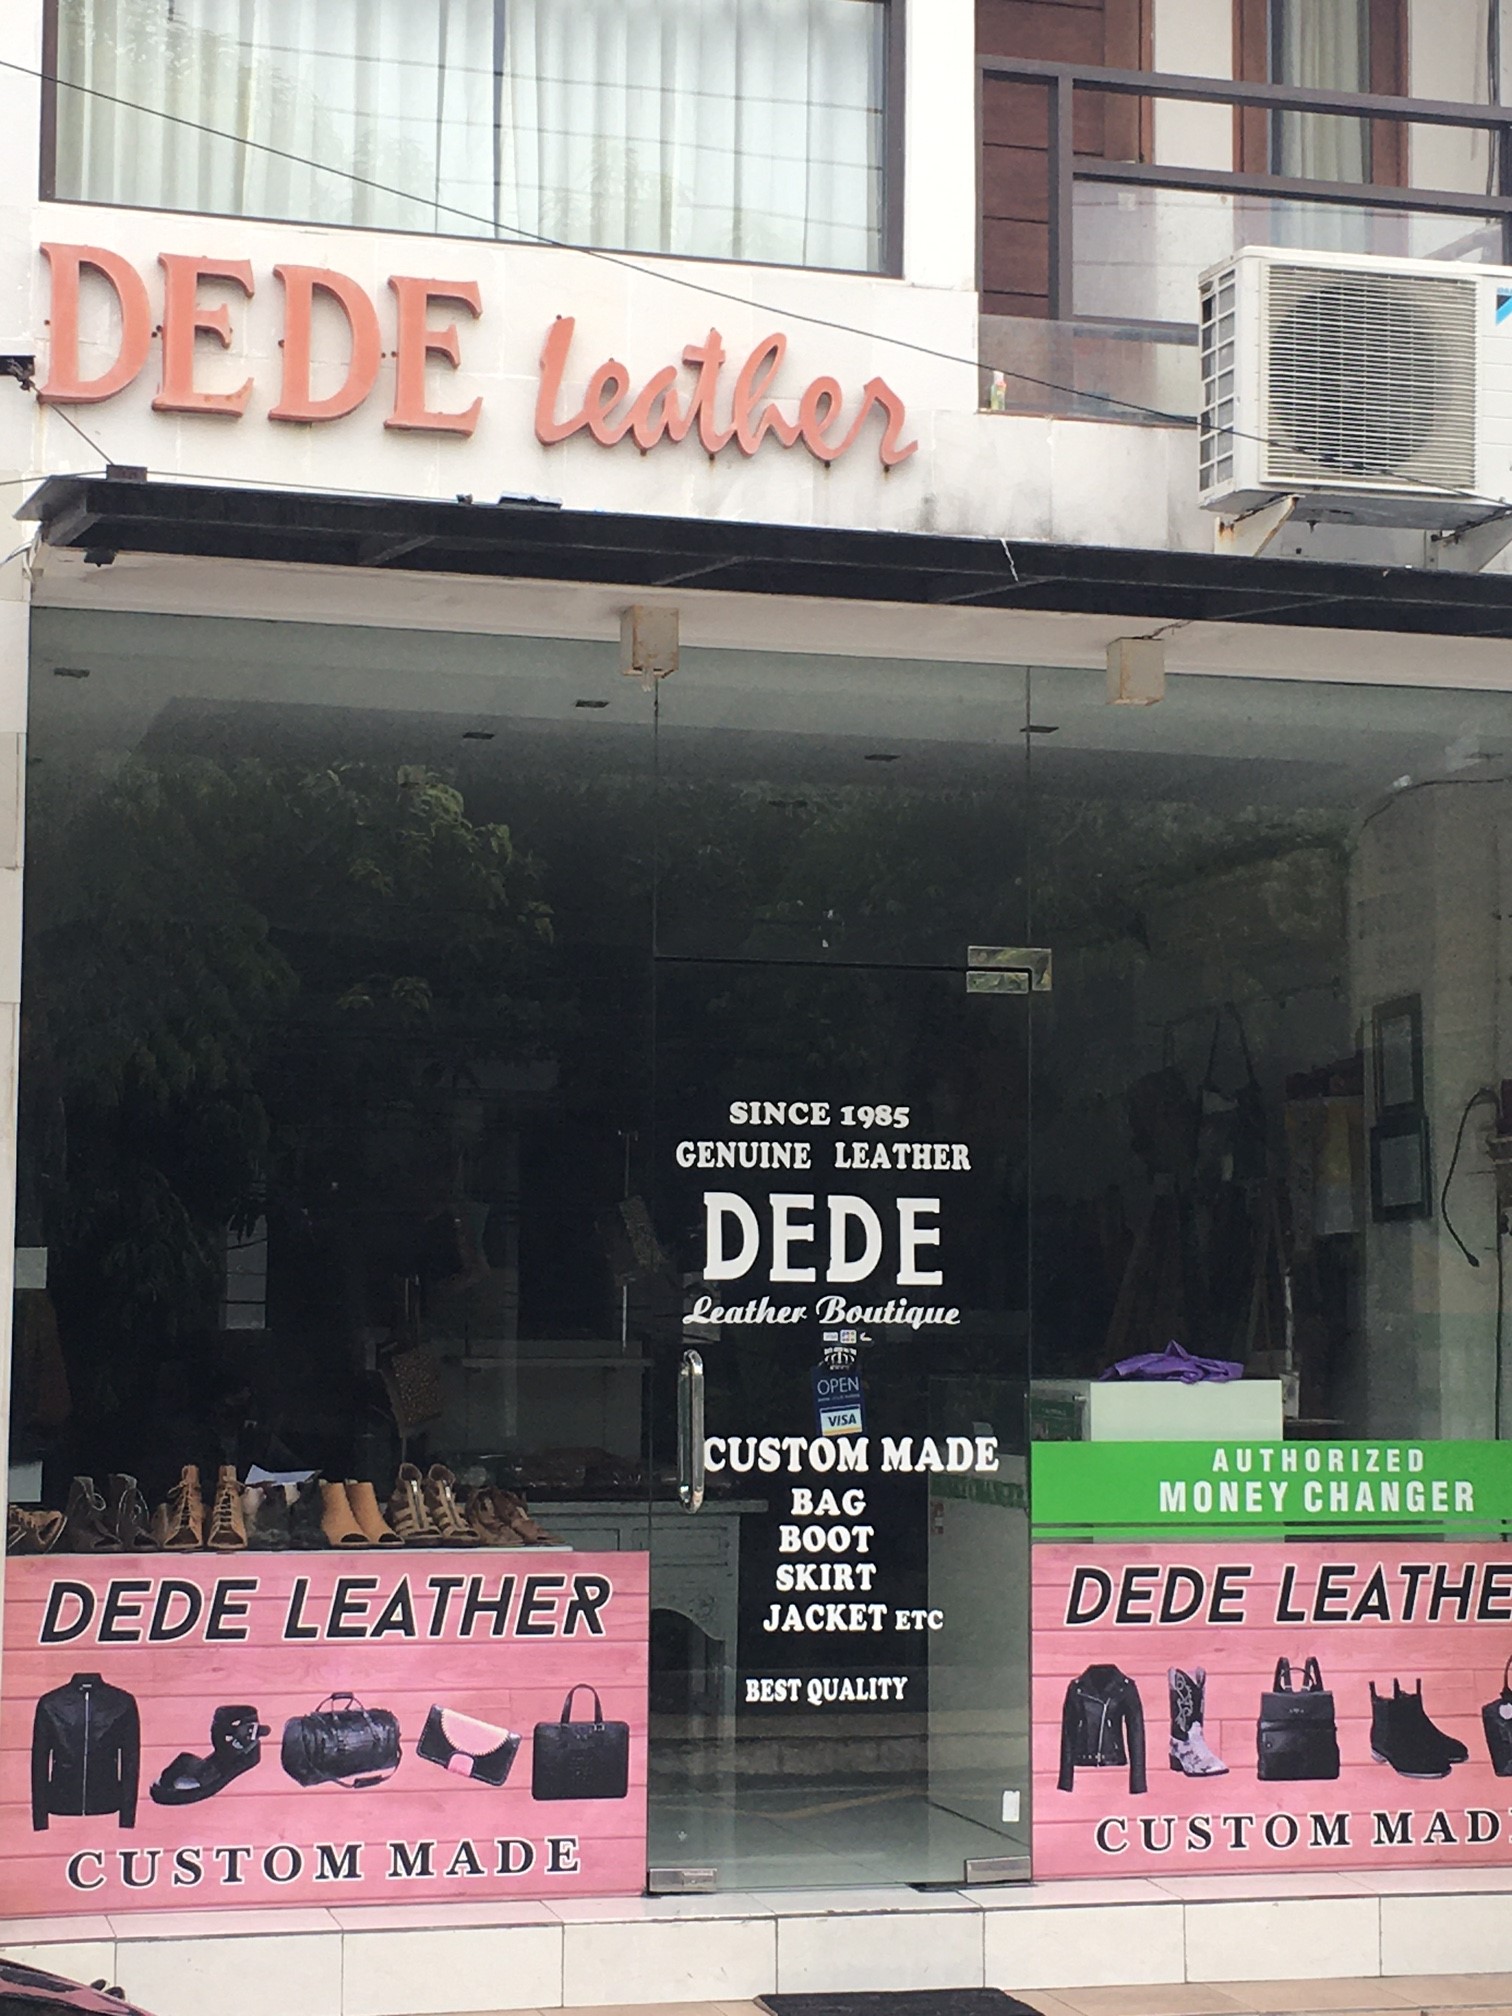 DEDE leather
SINCE 1985
GENUINE LEATHER
DEDE
Leather Boutique
OPEN
VISA
CUSTOM MADE
BAG
BOOT
SKIRT
JACKET ETC
BEST QUALITY
AUTHORIZED
MONEY CHANGER
DEDE LEATHER
CUSTOM MADE
DEDE LEATHE
CUSTOM MAD